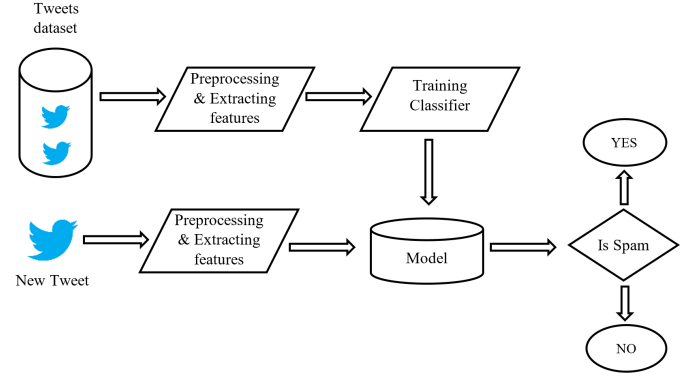 Tweets
dataset
Preprocessing
& Extracting
features
Training
Classifier
YES
New Tweet
Preprocessing
& Extracting
features
Model
Is Spam
NO